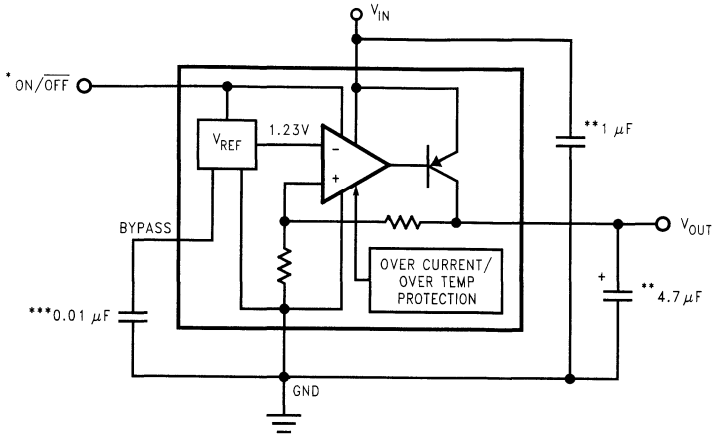 V_IN
*ON/O̅F̅F̅
**1 μF
V_REF
1.23V
−
+
BYPASS
V_OUT
OVER CURRENT/
OVER TEMP
PROTECTION
+
**4.7 μF
***0.01 μF
GND